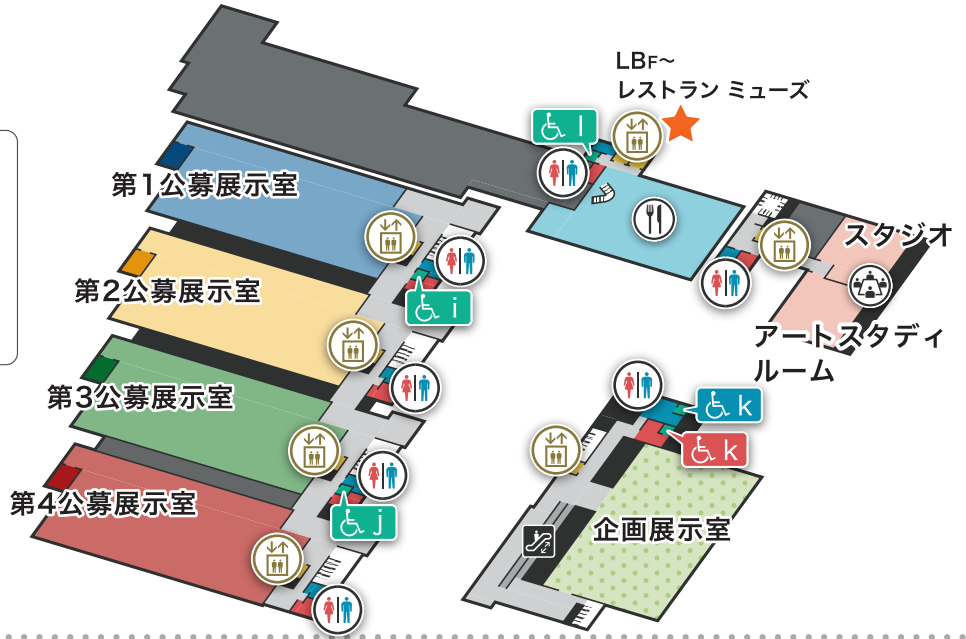 LBF〜
レストラン ミューズ
l
第1公募展示室
スタジオ
i
第2公募展示室
アートスタディ
ルーム
第3公募展示室
k
k
第4公募展示室
j
企画展示室